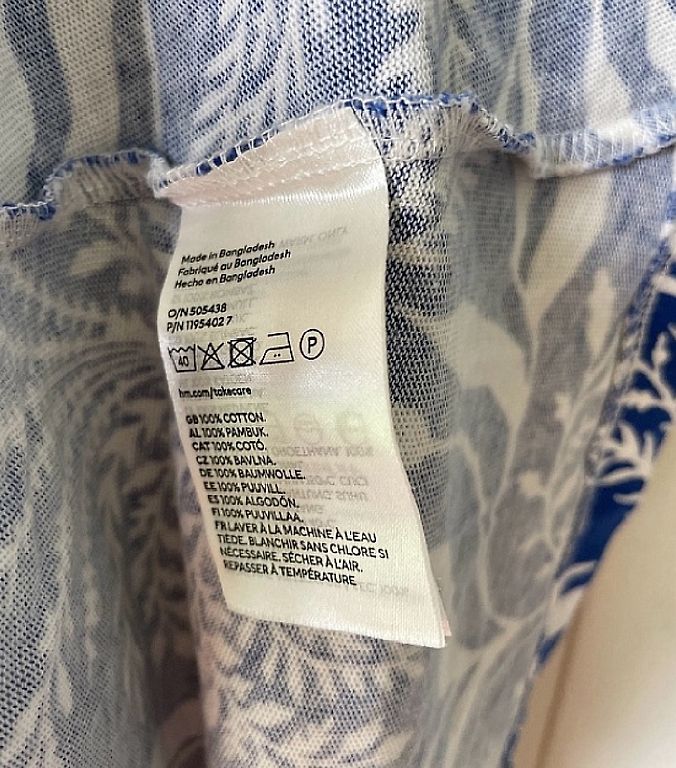 Made in Bangladesh
Fabriqué au Bangladesh
Hecho en Bangladesh
O/N 505438
P/N 1195402 7
40 P
hm.com/takecare
GB 100% COTTON.
AL 100% PAMBUK.
CAT 100% COTÓ.
CZ 100% BAVLNA.
DE 100% BAUMWOLLE.
EE 100% PUUVILL.
ES 100% ALGODÓN.
FI 100% PUUVILLAA.
FR LAVER À LA MACHINE À L'EAU
TIÈDE. BLANCHIR SANS CHLORE SI
NÉCESSAIRE. SÉCHER À L'AIR.
REPASSER À TEMPÉRATURE